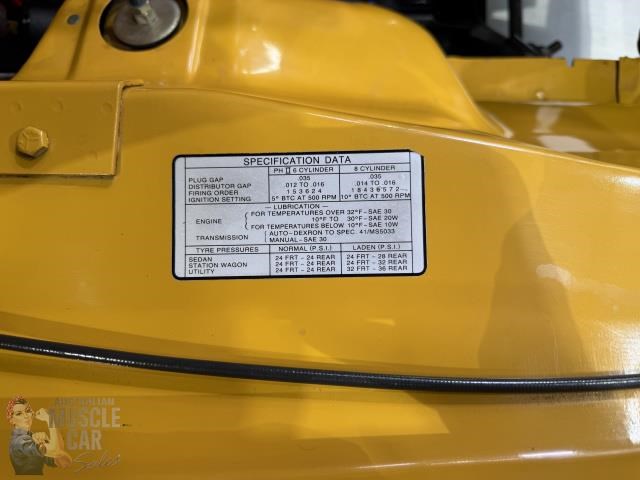 SPECIFICATION DATA
PH II 6 CYLINDER 8 CYLINDER
PLUG GAP .035 .035
DISTRIBUTOR GAP .012 TO .016 .014 TO .016
FIRING ORDER 1 5 3 6 2 4 1 8 4 3 6 5 7 2
IGNITION SETTING 5° BTC AT 500 RPM 10° BTC AT 500 RPM
— LUBRICATION —
ENGINE FOR TEMPERATURES OVER 32°F - SAE 30
10°F TO 30°F - SAE 20W
FOR TEMPERATURES BELOW 10°F - SAE 10W
TRANSMISSION AUTO - DEXRON TO SPEC. 41/MS5033
MANUAL - SAE 30
TYRE PRESSURES NORMAL (P.S.I.) LADEN (P.S.I.)
SEDAN 24 FRT - 24 REAR 24 FRT - 28 REAR
STATION WAGON 24 FRT - 24 REAR 24 FRT - 32 REAR
UTILITY 24 FRT - 24 REAR 32 FRT - 36 REAR
AUSTRALIAN
MUSCLE
CAR
Sales